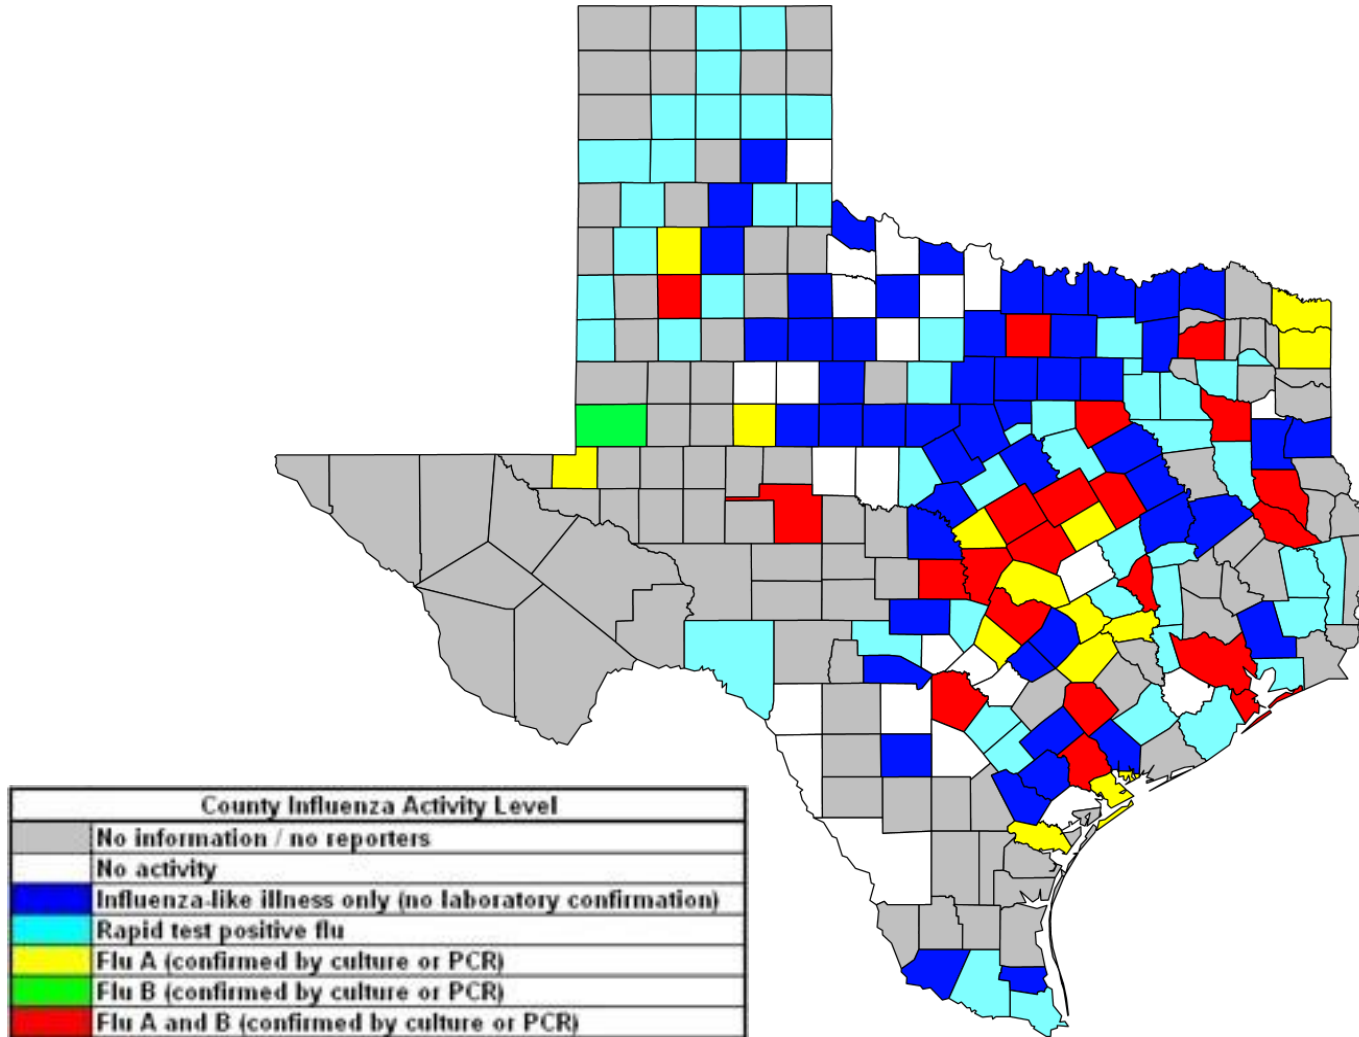 County Influenza Activity Level
No information / no reporters
No activity
Influenza-like illness only (no laboratory confirmation)
Rapid test positive flu
Flu A (confirmed by culture or PCR)
Flu B (confirmed by culture or PCR)
Flu A and B (confirmed by culture or PCR)